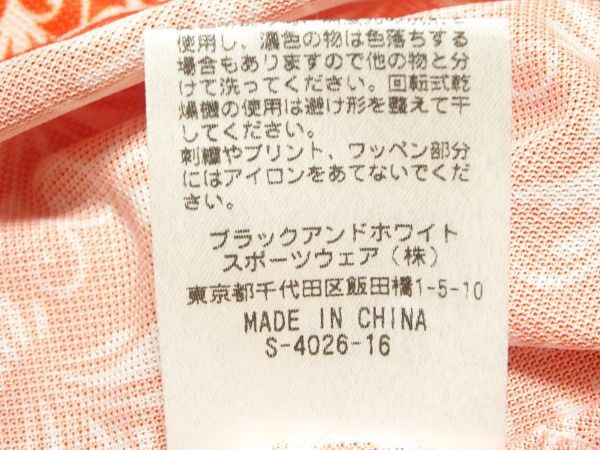 使用し、濃色の物は色落ちする
場合もありますので他の物と分
けて洗ってください。回転式乾
燥機の使用は避け形を整えて干
してください。
刺繍やプリント、ワッペン部分
にはアイロンをあてないでくだ
さい。
ブラックアンドホワイト
スポーツウェア(株)
東京都千代田区飯田橋1-5-10
MADE IN CHINA
S-4026-16